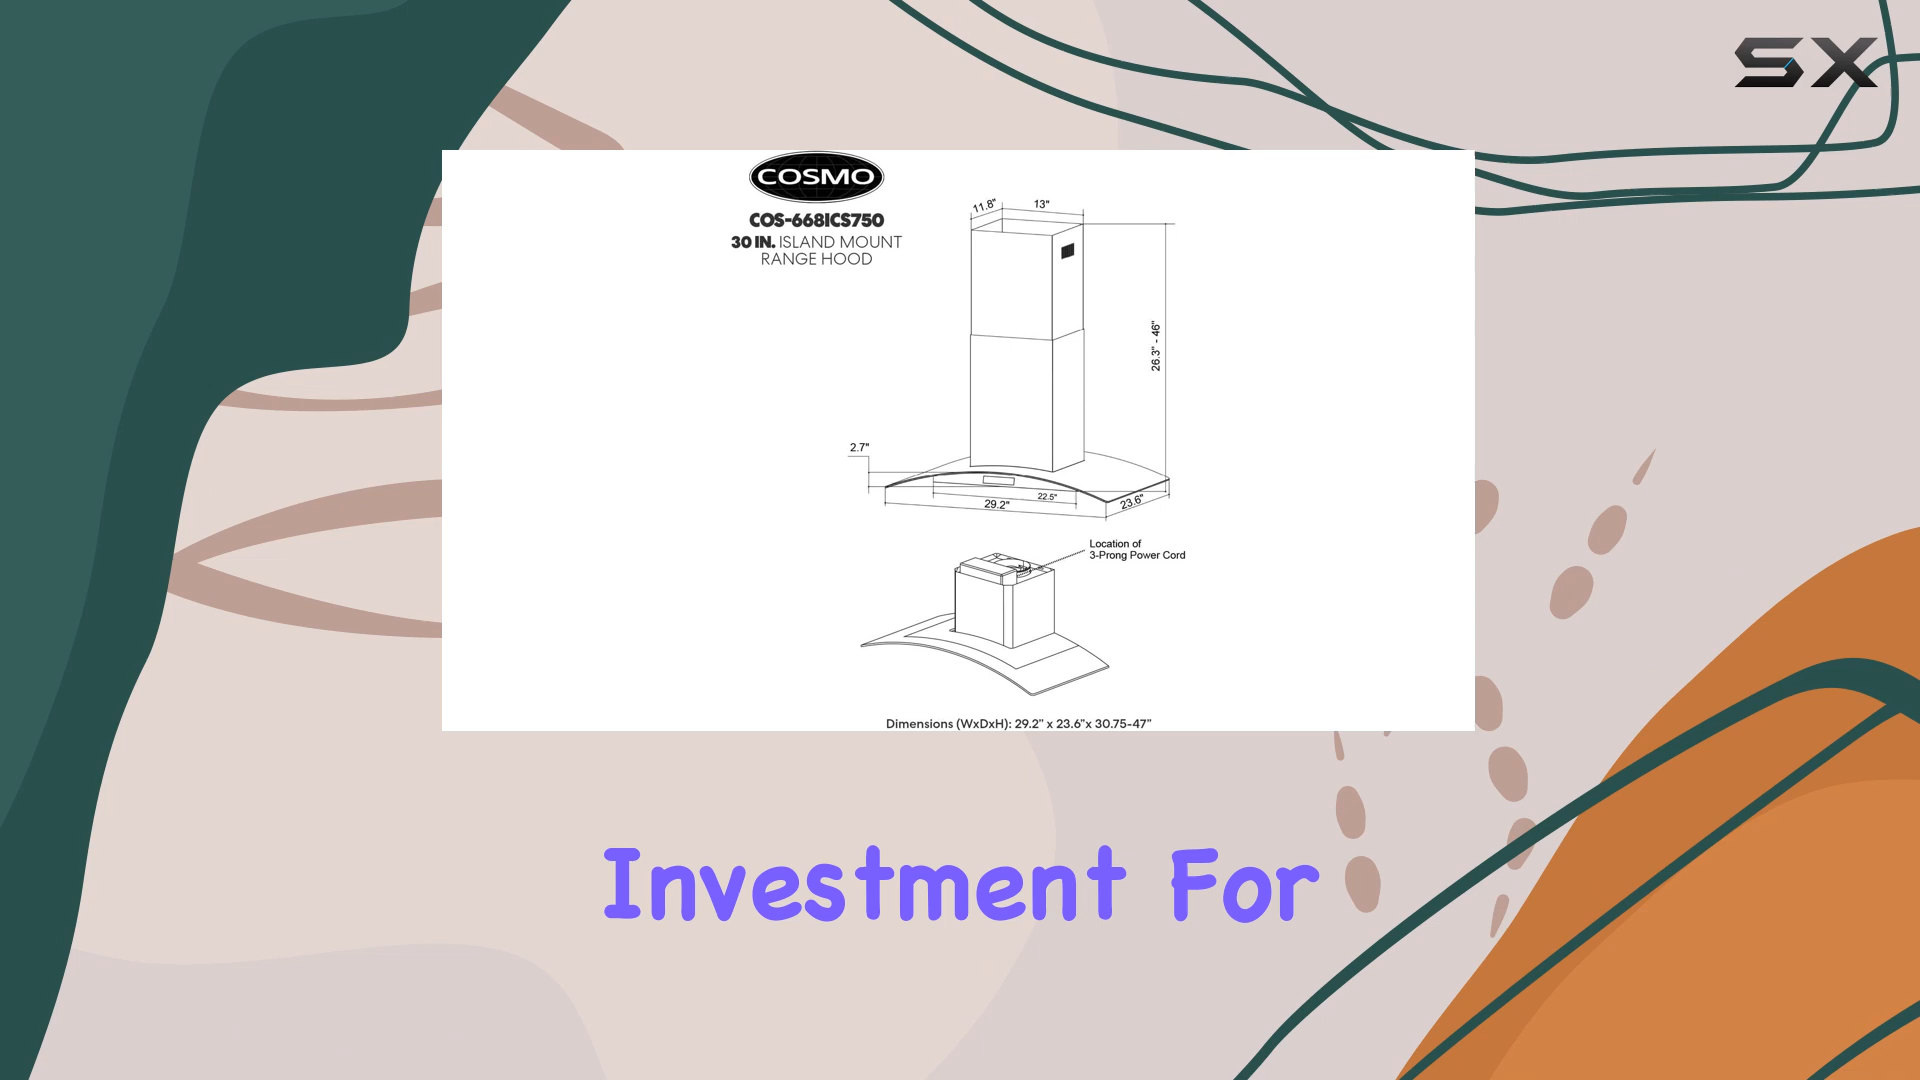 SX
COSMO
COS-668ICS750
30 IN. ISLAND MOUNT
RANGE HOOD
11.8"
13"
26.3" - 46"
2.7"
22.5"
29.2"
23.6"
Location of
3-Prong Power Cord
Dimensions (WxDxH): 29.2" x 23.6"x 30.75-47"
Investment For